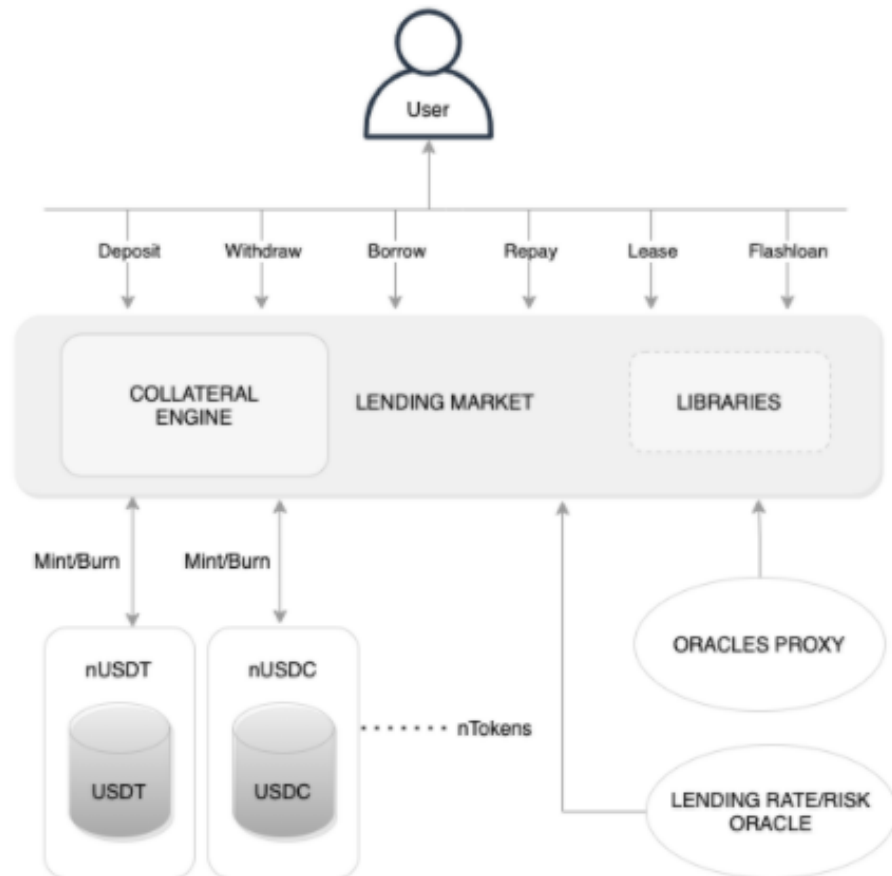 User
Deposit
Withdraw
Borrow
Repay
Lease
Flashloan
COLLATERAL
ENGINE
LENDING MARKET
LIBRARIES
Mint/Burn
Mint/Burn
nUSDT
nUSDC
ORACLES PROXY
nTokens
USDT
USDC
LENDING RATE/RISK
ORACLE